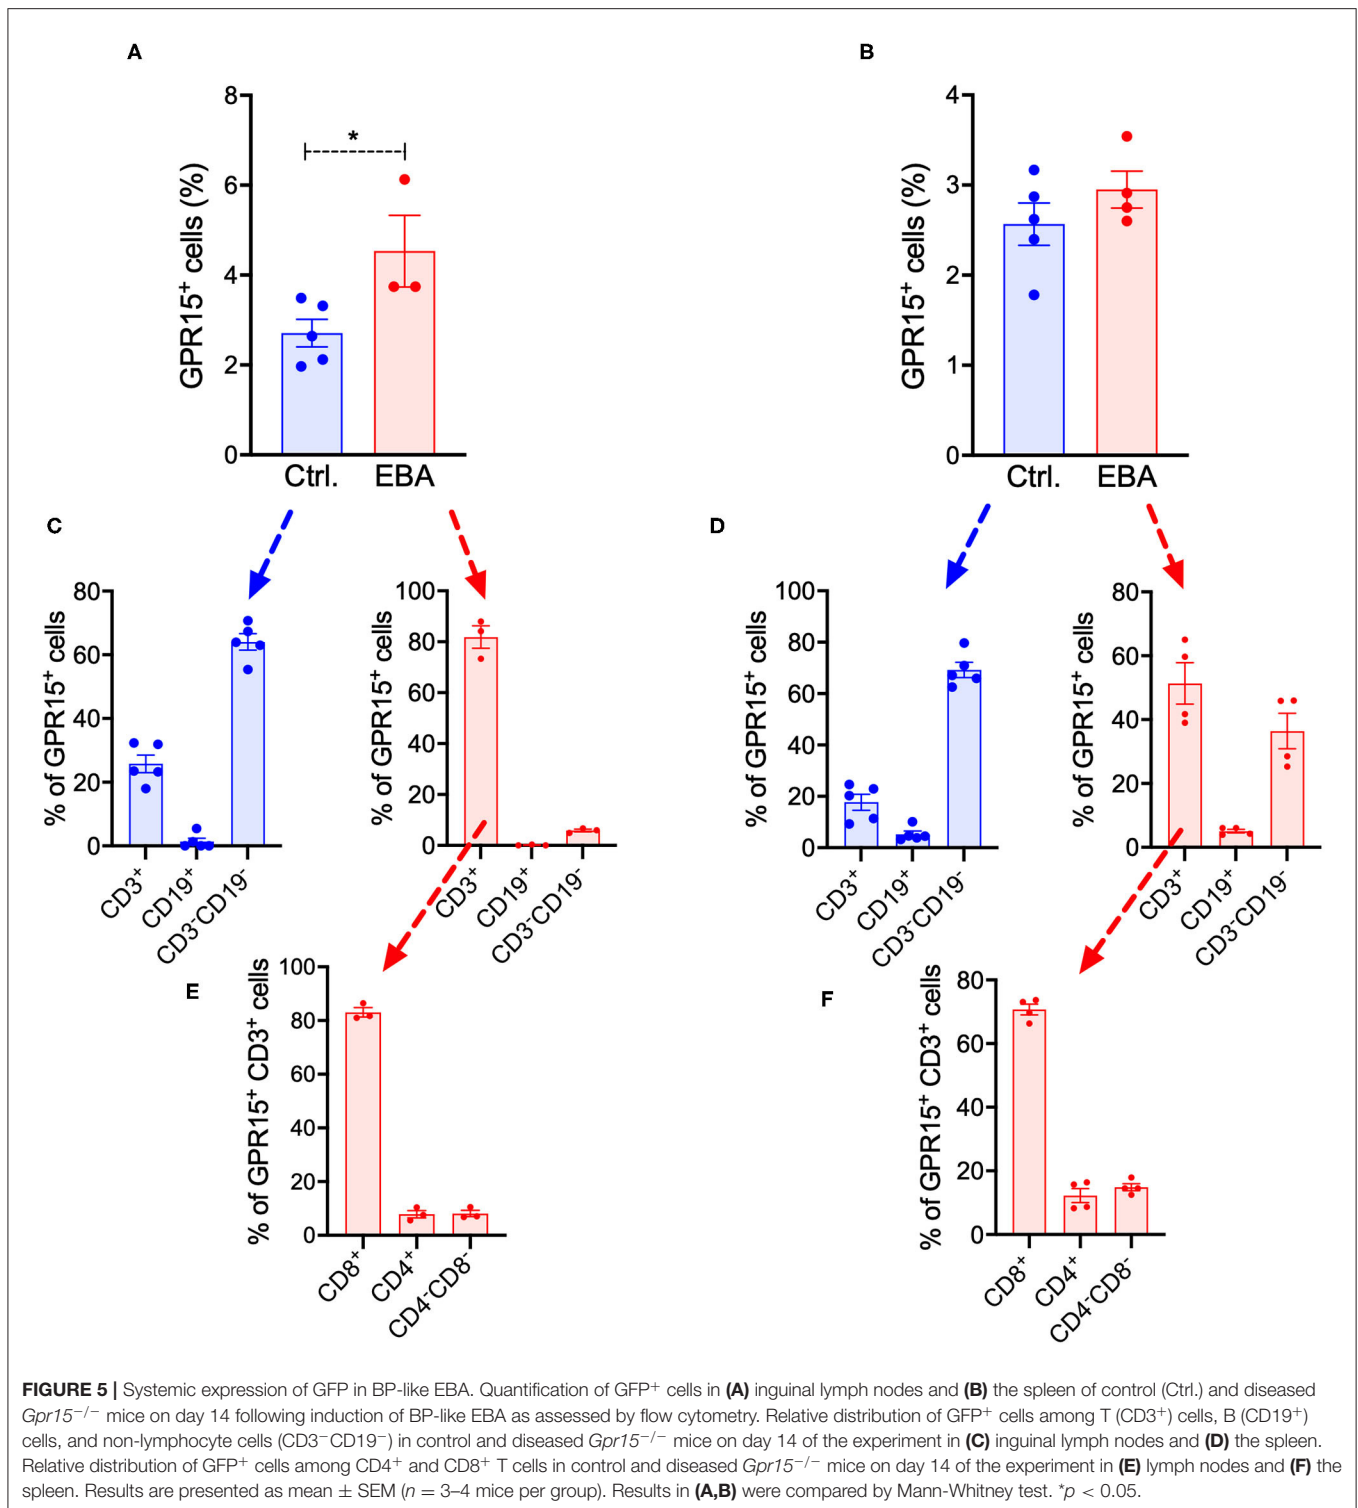 A
B
8
6
4
2
0
GPR15⁺ cells (%)
*
Ctrl.
EBA
4
3
2
1
0
GPR15⁺ cells (%)
Ctrl.
EBA
C
D
80
60
40
20
0
% of GPR15⁺ cells
CD3⁺
CD19⁺
CD3⁻CD19⁻
100
80
60
40
20
0
% of GPR15⁺ cells
CD3⁺
CD19⁺
CD3⁻CD19⁻
100
80
60
40
20
0
% of GPR15⁺ cells
CD3⁺
CD19⁺
CD3⁻CD19⁻
80
60
40
20
0
% of GPR15⁺ cells
CD3⁺
CD19⁺
CD3⁻CD19⁻
E
100
80
60
40
20
0
% of GPR15⁺ CD3⁺ cells
CD8⁺
CD4⁺
CD4⁻CD8⁻
F
80
60
40
20
0
% of GPR15⁺ CD3⁺ cells
CD8⁺
CD4⁺
CD4⁻CD8⁻
FIGURE 5 | Systemic expression of GFP in BP-like EBA. Quantification of GFP⁺ cells in (A) inguinal lymph nodes and (B) the spleen of control (Ctrl.) and diseased
Gpr15⁻/⁻ mice on day 14 following induction of BP-like EBA as assessed by flow cytometry. Relative distribution of GFP⁺ cells among T (CD3⁺) cells, B (CD19⁺)
cells, and non-lymphocyte cells (CD3⁻CD19⁻) in control and diseased Gpr15⁻/⁻ mice on day 14 of the experiment in (C) inguinal lymph nodes and (D) the spleen.
Relative distribution of GFP⁺ cells among CD4⁺ and CD8⁺ T cells in control and diseased Gpr15⁻/⁻ mice on day 14 of the experiment in (E) lymph nodes and (F) the
spleen. Results are presented as mean ± SEM (n = 3–4 mice per group). Results in (A,B) were compared by Mann-Whitney test. *p < 0.05.